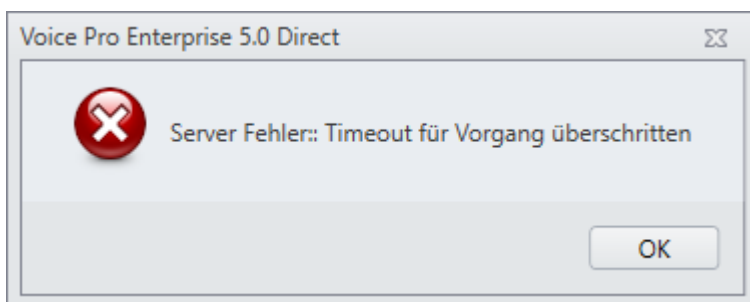 Voice Pro Enterprise 5.0 Direct
Server Fehler:: Timeout für Vorgang überschritten
OK